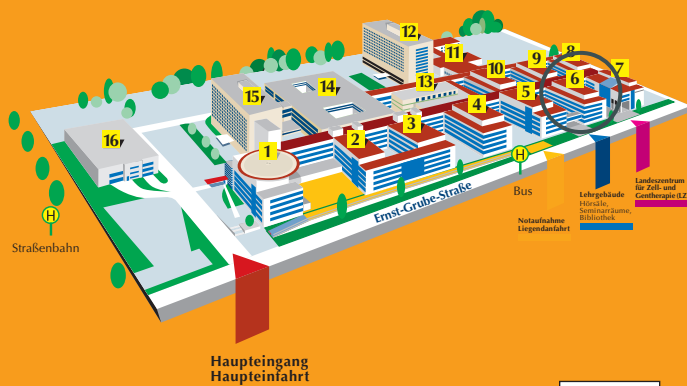 12
11
8
9
7
10
6
13
14
15
5
4
3
2
16
1
H
Bus
H
Straßenbahn
Ernst-Grube-Straße
Notaufnahme
Liegendanfahrt
Lehrgebäude
Hörsäle,
Seminarräume,
Bibliothek
Landeszentrum
für Zell- und
Gentherapie (LZ
Haupteingang
Haupteinfahrt